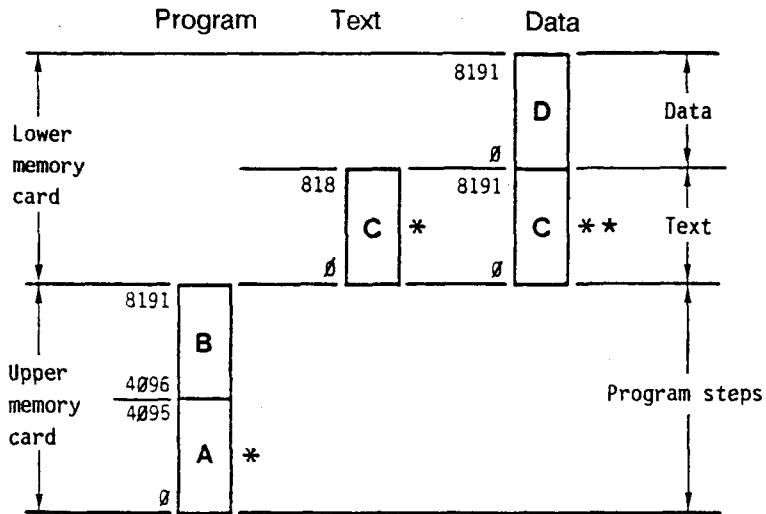 Program Text Data
8191
D
Data
Lower
memory
card
Ø
818 8191
C * C **
Text
Ø Ø
8191
B
Upper
memory
card
4Ø96
4Ø95
Program steps
A *
Ø